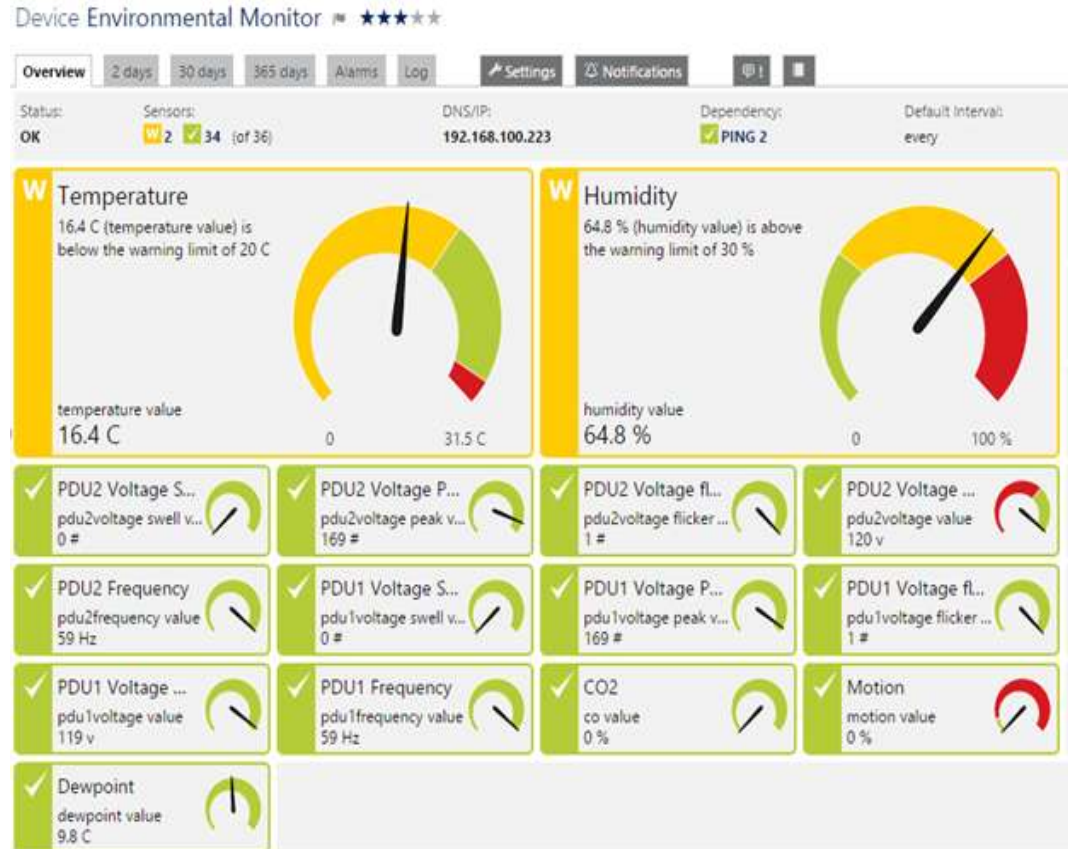 Device Environmental Monitor
Overview 2 days 30 days 365 days Alarms Log Settings Notifications
Status: Sensors: DNS/IP: Dependency: Default Interval:
OK W 2 34 (of 36) 192.168.100.223 PING 2 every
W Temperature
16.4 C (temperature value) is
below the warning limit of 20 C
temperature value
16.4 C
0 31.5 C
W Humidity
64.8 % (humidity value) is above
the warning limit of 30 %
humidity value
64.8 %
0 100 %
PDU2 Voltage S...
pdu2voltage swell v...
0 #
PDU2 Voltage P...
pdu2voltage peak v...
169 #
PDU2 Voltage fl...
pdu2voltage flicker ...
1 #
PDU2 Voltage ...
pdu2voltage value
120 v
PDU2 Frequency
pdu2frequency value
59 Hz
PDU1 Voltage S...
pdu1voltage swell v...
0 #
PDU1 Voltage P...
pdu1voltage peak v...
169 #
PDU1 Voltage fl...
pdu1voltage flicker ...
1 #
PDU1 Voltage ...
pdu1voltage value
119 v
PDU1 Frequency
pdu1frequency value
59 Hz
CO2
co value
0 %
Motion
motion value
0 %
Dewpoint
dewpoint value
9.8 C